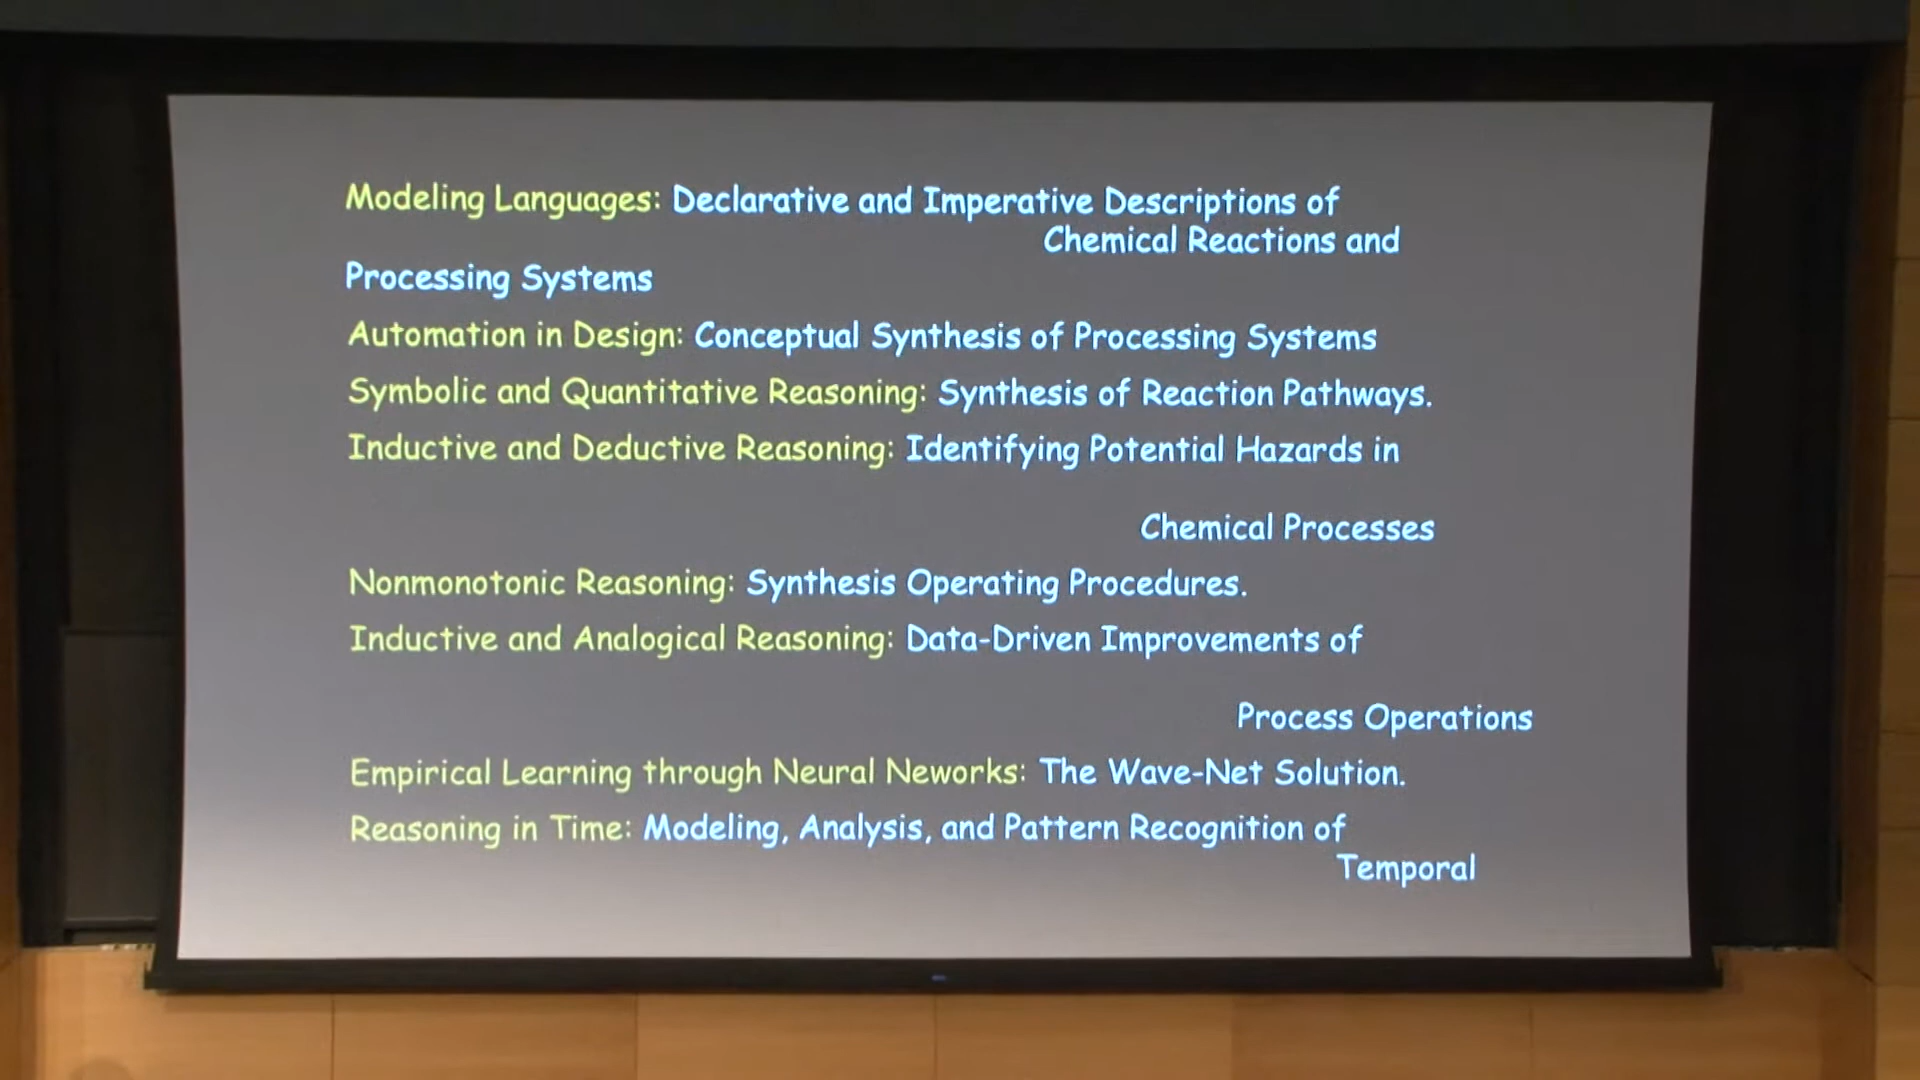 Modeling Languages: Declarative and Imperative Descriptions of
Chemical Reactions and
Processing Systems
Automation in Design: Conceptual Synthesis of Processing Systems
Symbolic and Quantitative Reasoning: Synthesis of Reaction Pathways.
Inductive and Deductive Reasoning: Identifying Potential Hazards in
Chemical Processes
Nonmonotonic Reasoning: Synthesis Operating Procedures.
Inductive and Analogical Reasoning: Data-Driven Improvements of
Process Operations
Empirical Learning through Neural Neworks: The Wave-Net Solution.
Reasoning in Time: Modeling, Analysis, and Pattern Recognition of
Temporal